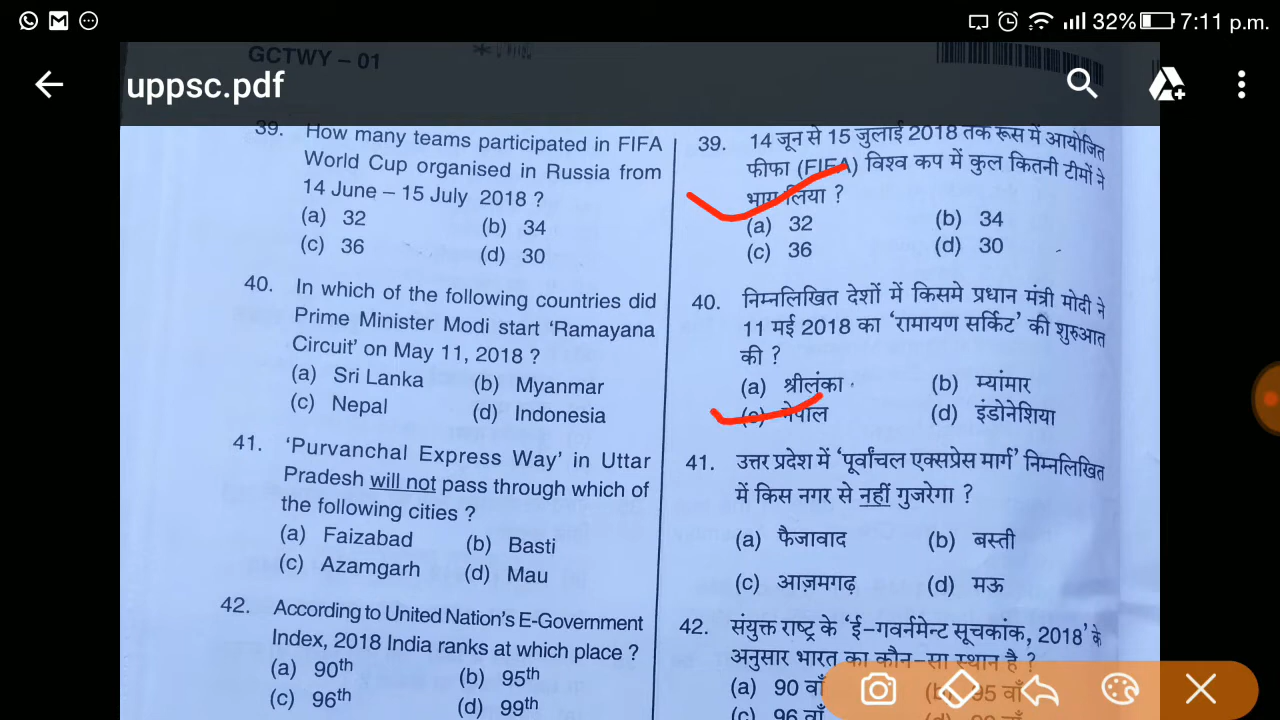 32% 7:11 p.m.
GCTWY – 01
uppsc.pdf
39. How many teams participated in FIFA
World Cup organised in Russia from
14 June – 15 July 2018 ?
(a) 32 (b) 34
(c) 36 (d) 30
40. In which of the following countries did
Prime Minister Modi start ‘Ramayana
Circuit’ on May 11, 2018 ?
(a) Sri Lanka (b) Myanmar
(c) Nepal (d) Indonesia
41. ‘Purvanchal Express Way’ in Uttar
Pradesh will not pass through which of
the following cities ?
(a) Faizabad (b) Basti
(c) Azamgarh (d) Mau
42. According to United Nation’s E-Government
Index, 2018 India ranks at which place ?
(a) 90th (b) 95th
(c) 96th (d) 99th
39. 14 जून से 15 जुलाई 2018 तक रूस में आयोजित
फीफा (FIFA) विश्व कप में कुल कितनी टीमों ने
भाग लिया ?
(a) 32 (b) 34
(c) 36 (d) 30
40. निम्नलिखित देशों में किसमे प्रधान मंत्री मोदी ने
11 मई 2018 का ‘रामायण सर्किट’ की शुरुआत
की ?
(a) श्रीलंका (b) म्यांमार
(c) नेपाल (d) इंडोनेशिया
41. उत्तर प्रदेश में ‘पूर्वांचल एक्सप्रेस मार्ग’ निम्नलिखित
में किस नगर से नहीं गुजरेगा ?
(a) फैजावाद (b) बस्ती
(c) आज़मगढ़ (d) मऊ
42. संयुक्त राष्ट्र के ‘ई-गवर्नमेन्ट सूचकांक, 2018’ के
अनुसार भारत का कौन-सा स्थान है ?
(a) 90 वाँ (b) 95 वाँ
(c) 96 वाँ